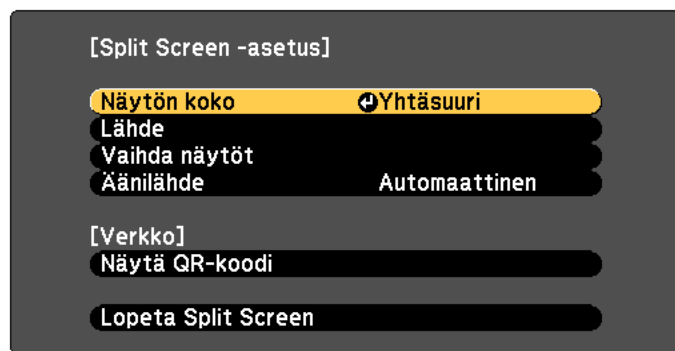 [Split Screen -asetus]
Näytön koko Yhtäsuuri
Lähde
Vaihda näytöt
Äänilähde Automaattinen
[Verkko]
Näytä QR-koodi
Lopeta Split Screen